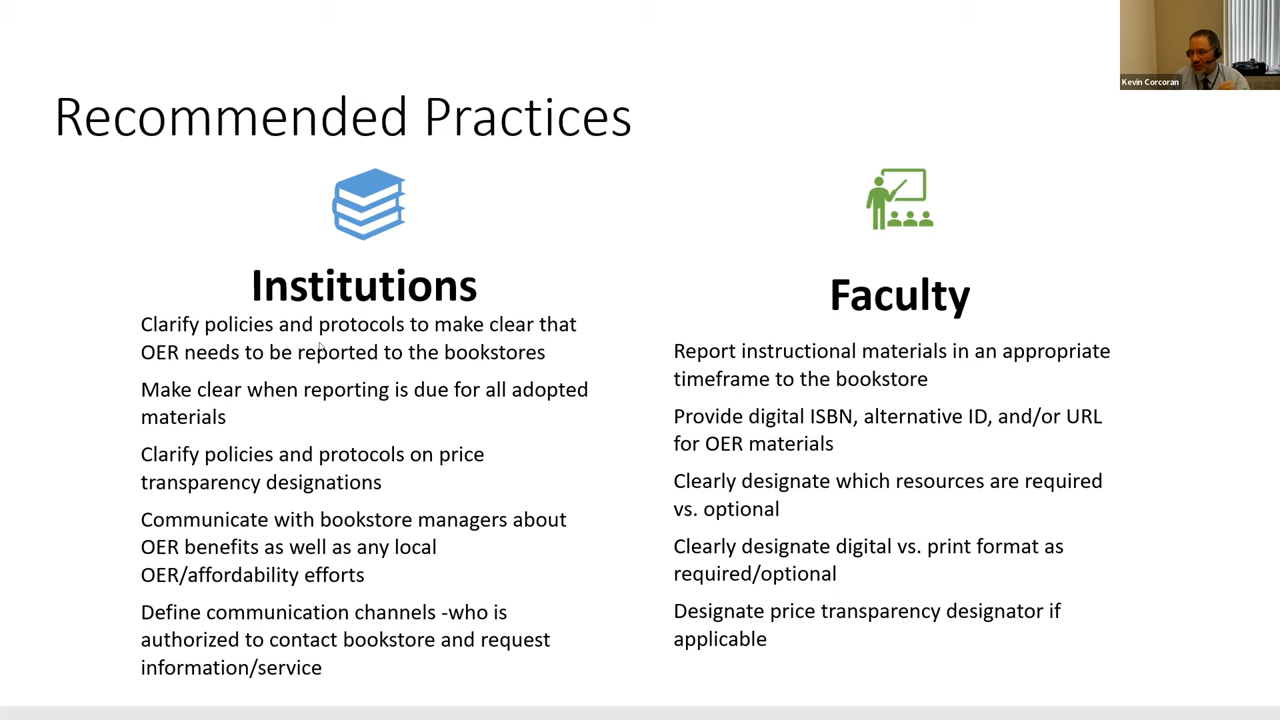 Kevin Corcoran
Recommended Practices
Institutions
Clarify policies and protocols to make clear that
OER needs to be reported to the bookstores
Make clear when reporting is due for all adopted
materials
Clarify policies and protocols on price
transparency designations
Communicate with bookstore managers about
OER benefits as well as any local
OER/affordability efforts
Define communication channels -who is
authorized to contact bookstore and request
information/service
Faculty
Report instructional materials in an appropriate
timeframe to the bookstore
Provide digital ISBN, alternative ID, and/or URL
for OER materials
Clearly designate which resources are required
vs. optional
Clearly designate digital vs. print format as
required/optional
Designate price transparency designator if
applicable